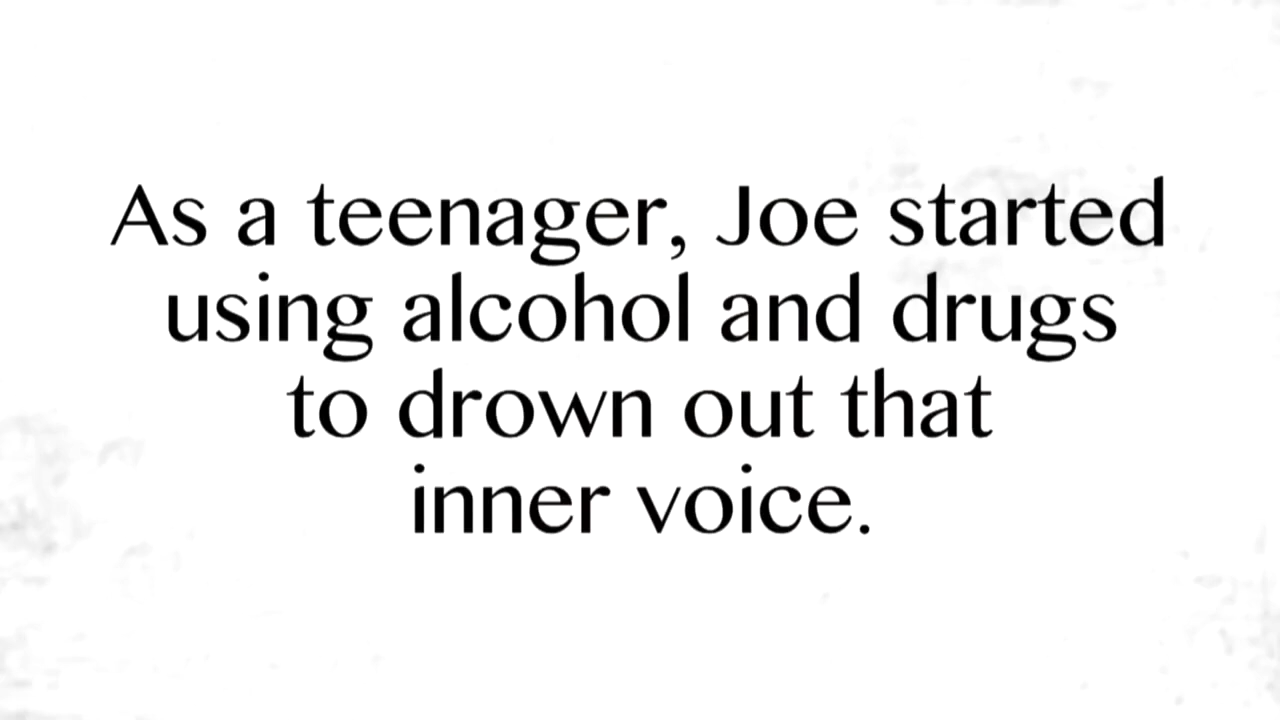 As a teenager, Joe started
using alcohol and drugs
to drown out that
inner voice.